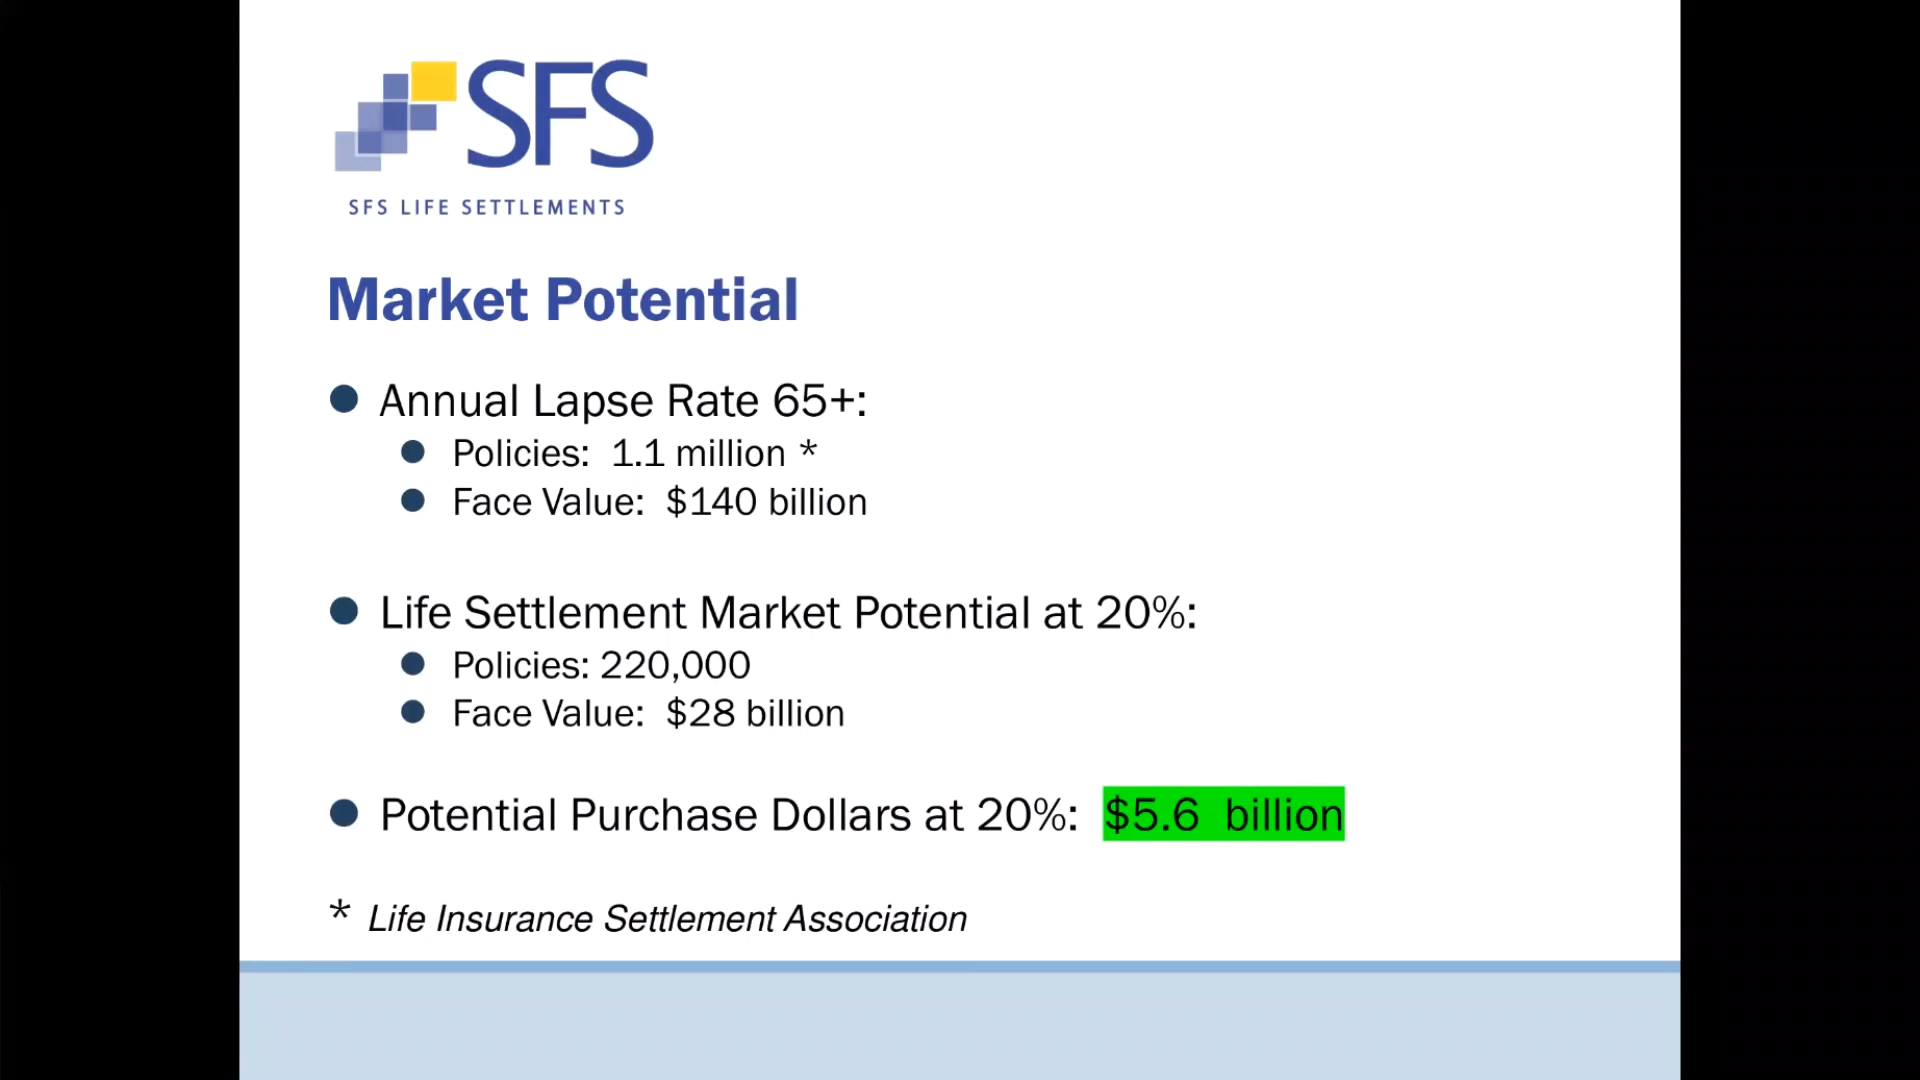 SFS
SFS LIFE SETTLEMENTS
Market Potential
Annual Lapse Rate 65+:
Policies: 1.1 million *
Face Value: $140 billion
Life Settlement Market Potential at 20%:
Policies: 220,000
Face Value: $28 billion
Potential Purchase Dollars at 20%: $5.6 billion
* Life Insurance Settlement Association